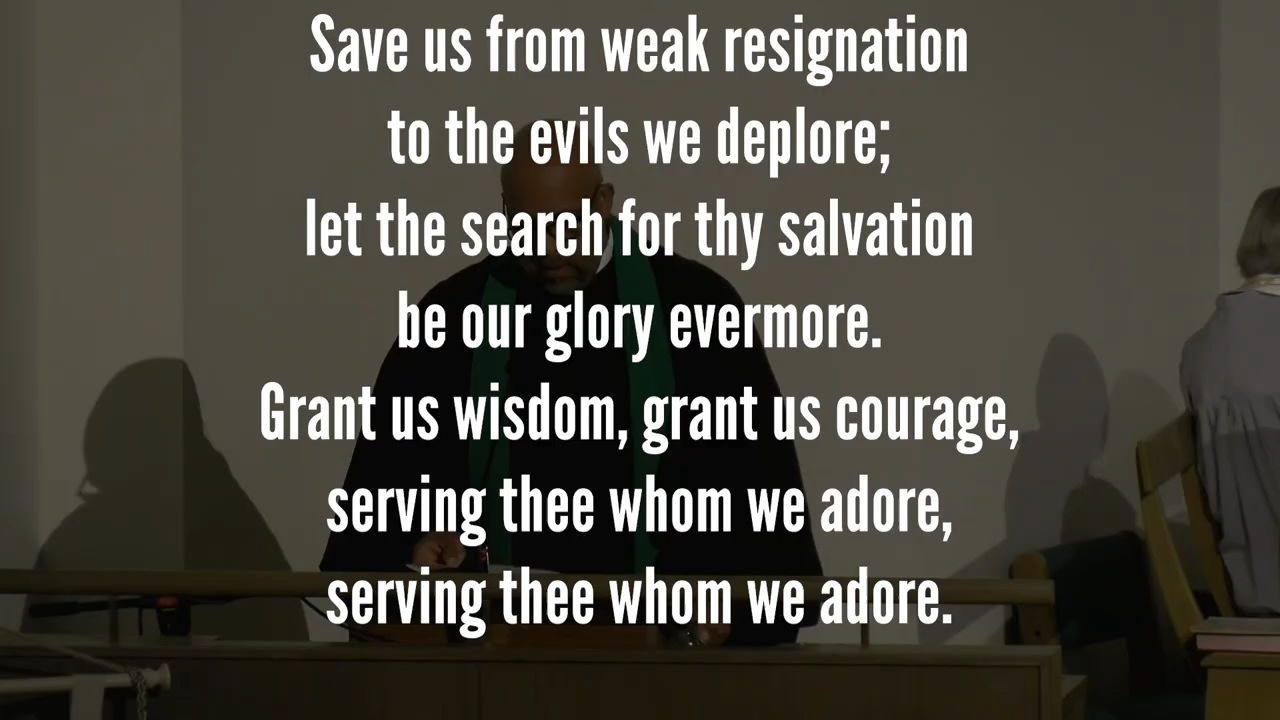 Save us from weak resignation
to the evils we deplore;
let the search for thy salvation
be our glory evermore.
Grant us wisdom, grant us courage,
serving thee whom we adore,
serving thee whom we adore.